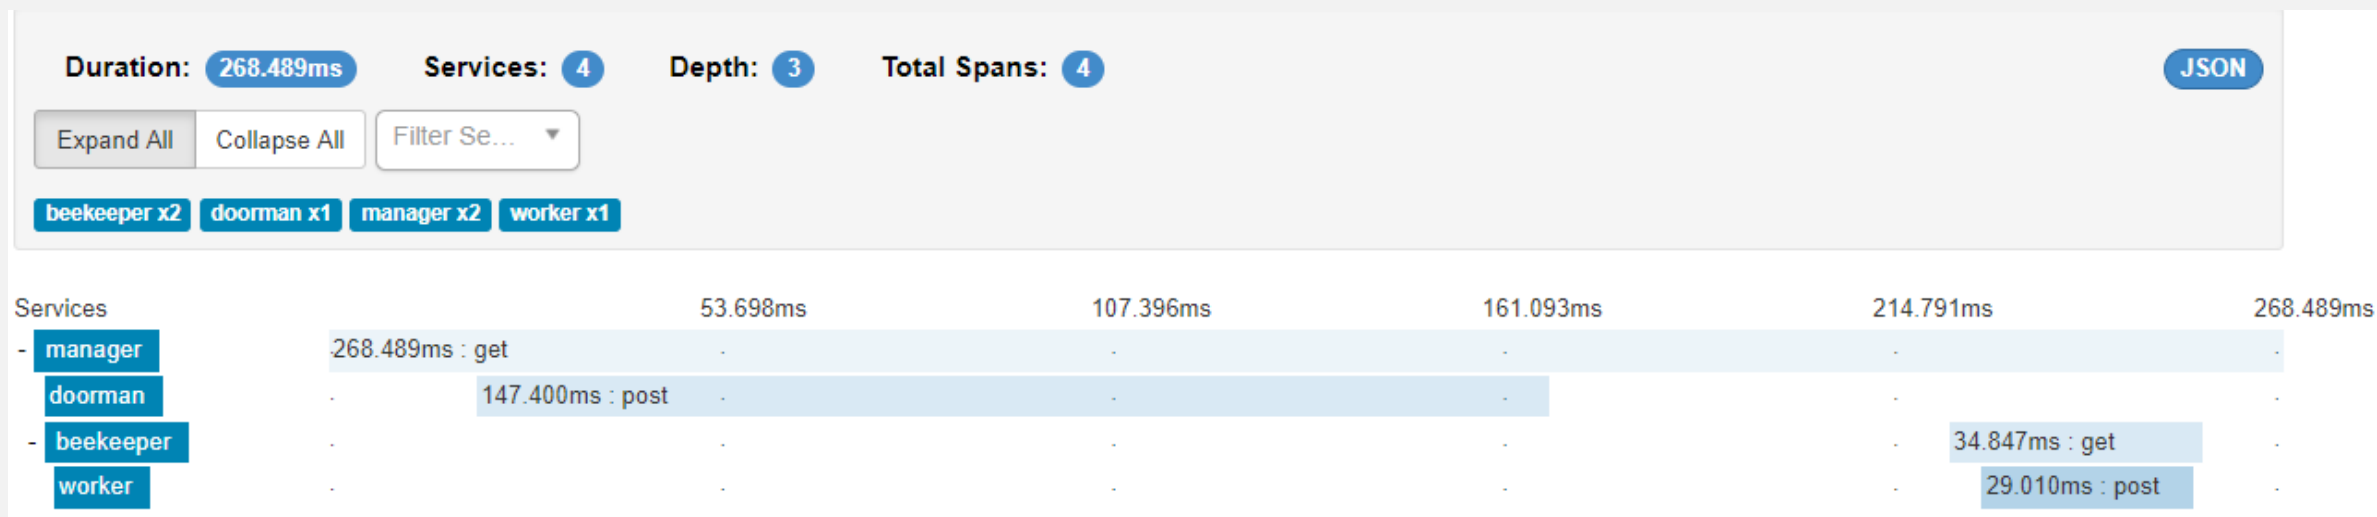 Duration: 268.489ms Services: 4 Depth: 3 Total Spans: 4 JSON
Expand All Collapse All Filter Se...
beekeeper x2 doorman x1 manager x2 worker x1
Services 53.698ms 107.396ms 161.093ms 214.791ms 268.489ms
- manager 268.489ms : get
doorman 147.400ms : post
- beekeeper 34.847ms : get
worker 29.010ms : post